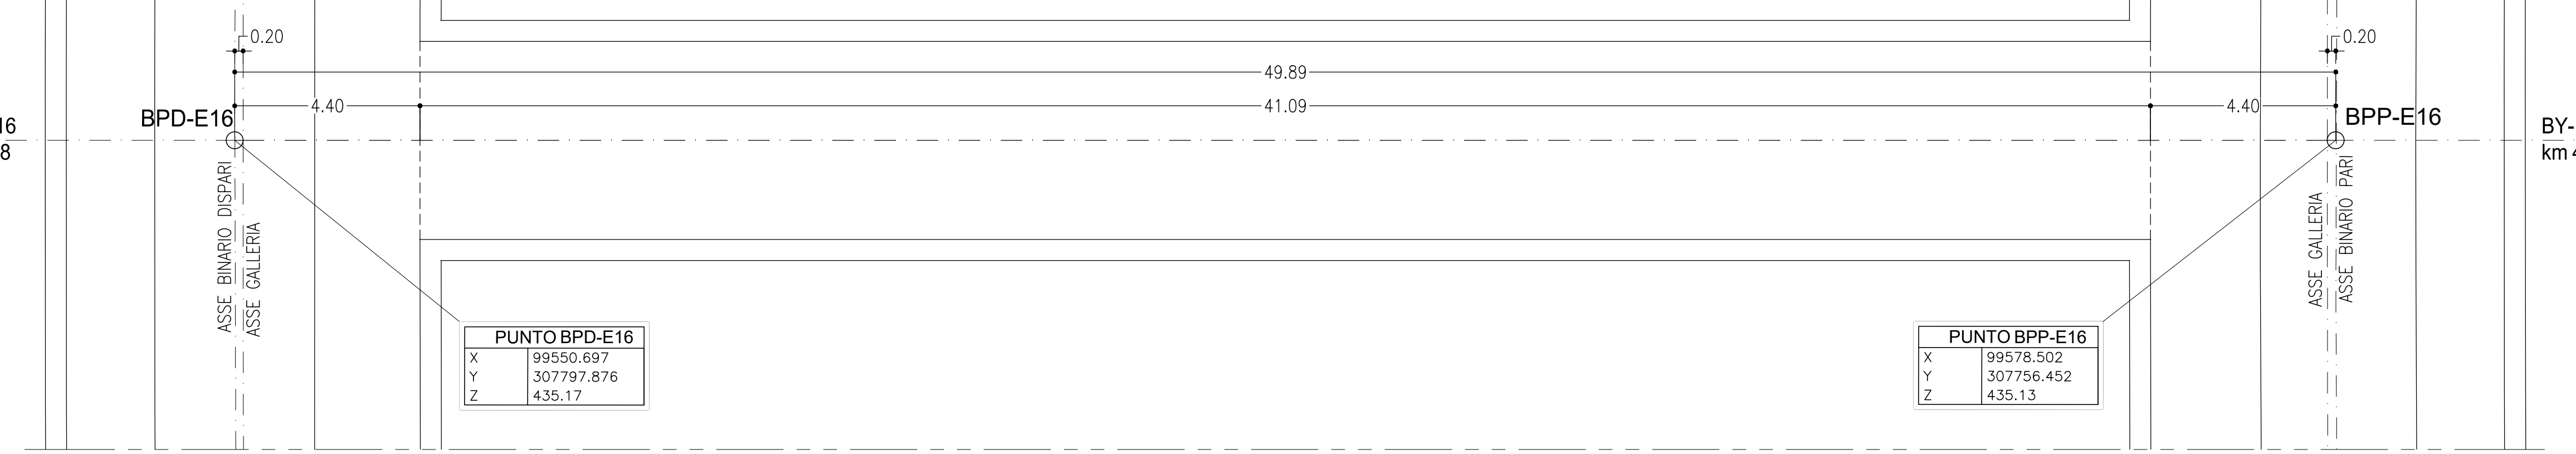 0.20
0.20
49.89
4.40
41.09
4.40
BPD-E16
BPP-E16
16
8
BY-
km 4
ASSE BINARIO DISPARI
ASSE GALLERIA
ASSE GALLERIA
ASSE BINARIO PARI
PUNTO BPD-E16
X 99550.697
Y 307797.876
Z 435.17
PUNTO BPP-E16
X 99578.502
Y 307756.452
Z 435.13